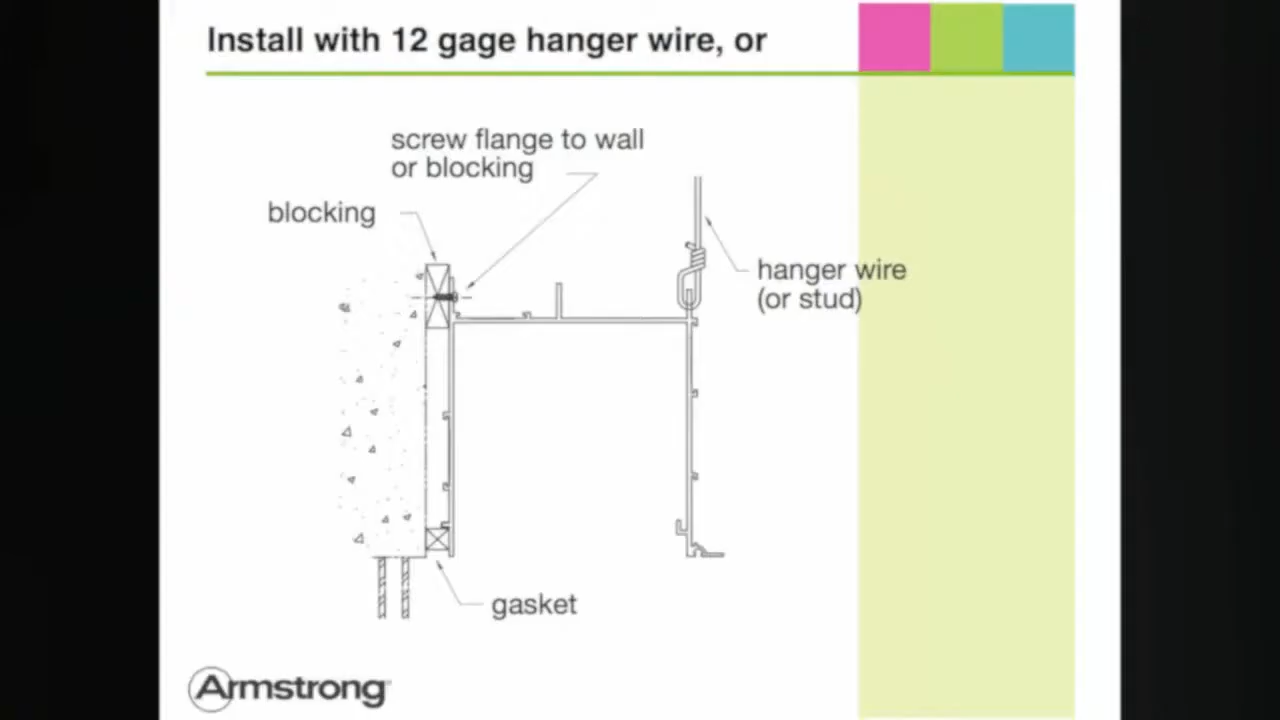 Install with 12 gage hanger wire, or
screw flange to wall
or blocking
blocking
hanger wire
(or stud)
gasket
Armstrong